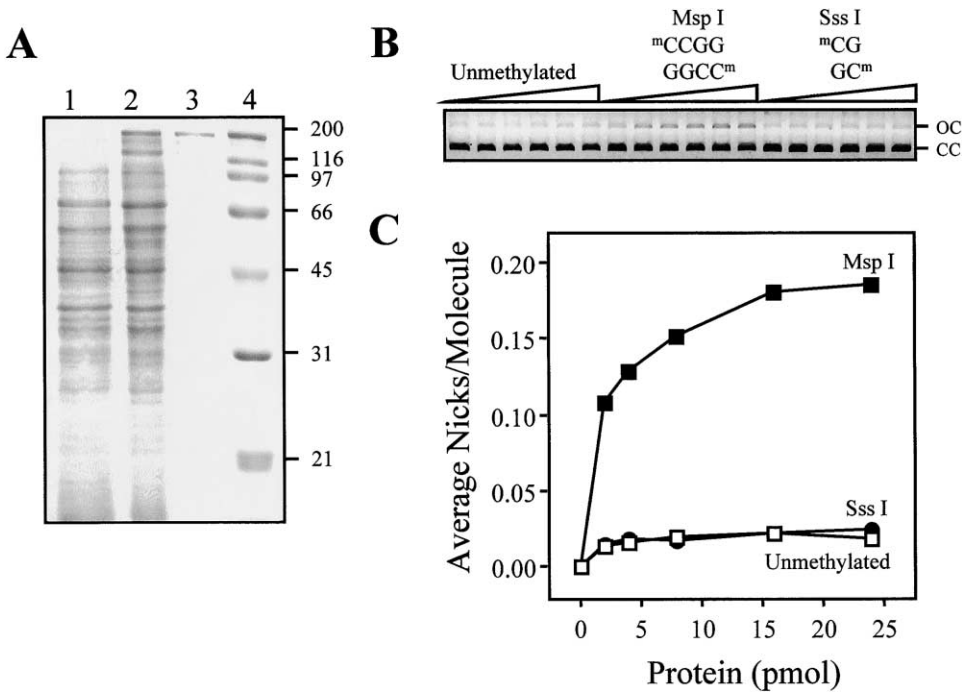 A
1 2 3 4
200
116
97
66
45
31
21
B
Unmethylated
Msp I
ᵐCCGG
GGCCᵐ
Sss I
ᵐCG
GCᵐ
OC
CC
C
Average Nicks/Molecule
0.20
0.15
0.10
0.05
0.00
Msp I
Sss I
Unmethylated
0 5 10 15 20 25
Protein (pmol)